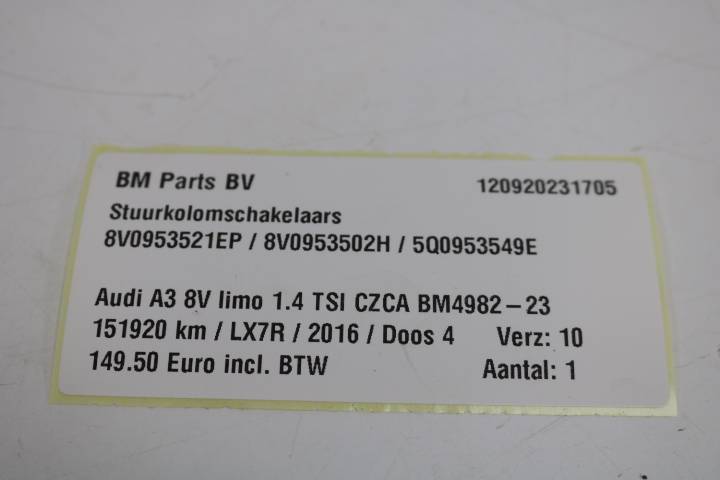 BM Parts BV 120920231705
Stuurkolomschakelaars
8V0953521EP / 8V0953502H / 5Q0953549E
Audi A3 8V limo 1.4 TSI CZCA BM4982-23
151920 km / LX7R / 2016 / Doos 4 Verz: 10
149.50 Euro incl. BTW Aantal: 1